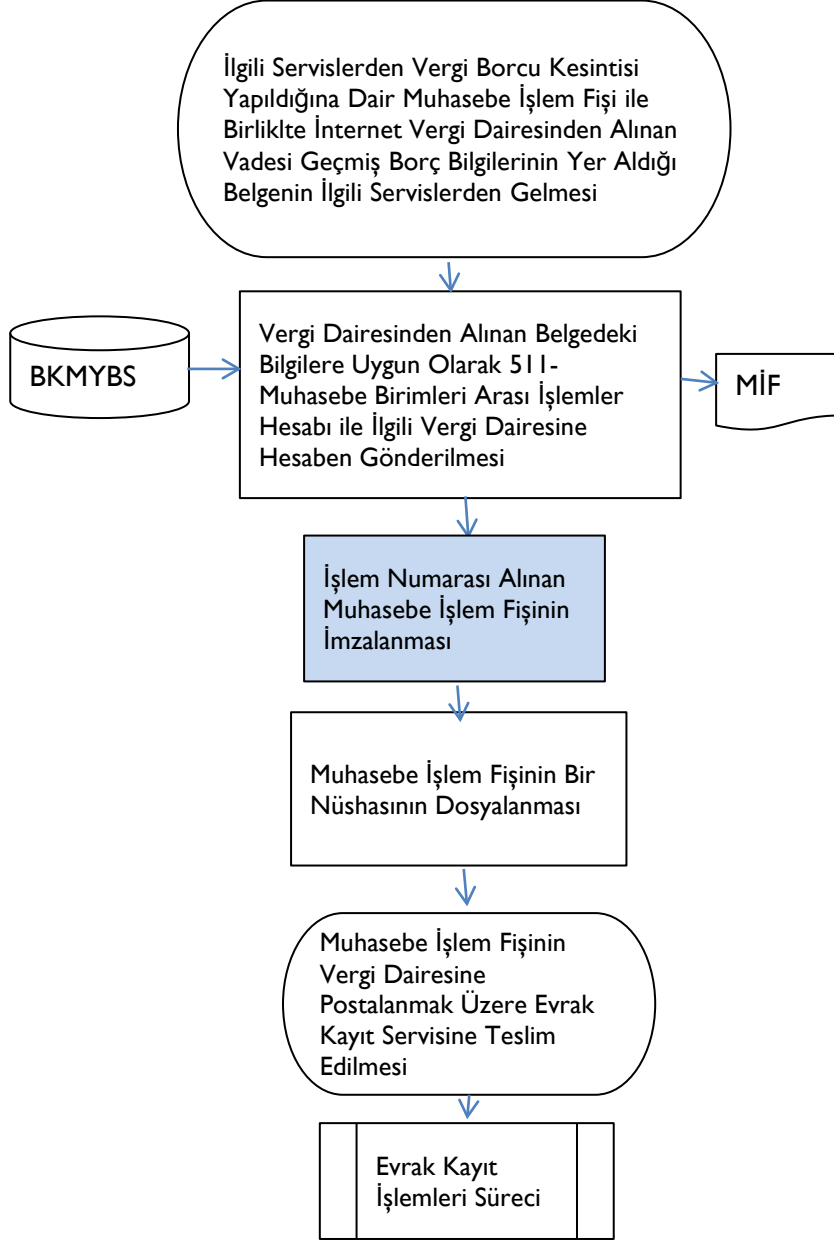 İlgili Servislerden Vergi Borcu Kesintisi
Yapıldığına Dair Muhasebe İşlem Fişi ile
Birliklte İnternet Vergi Dairesinden Alınan
Vadesi Geçmiş Borç Bilgilerinin Yer Aldığı
Belgenin İlgili Servislerden Gelmesi
BKMYBS
Vergi Dairesinden Alınan Belgedeki
Bilgilere Uygun Olarak 511-
Muhasebe Birimleri Arası İşlemler
Hesabı ile İlgili Vergi Dairesine
Hesaben Gönderilmesi
MİF
İşlem Numarası Alınan
Muhasebe İşlem Fişinin
İmzalanması
Muhasebe İşlem Fişinin Bir
Nüshasının Dosyalanması
Muhasebe İşlem Fişinin
Vergi Dairesine
Postalanmak Üzere Evrak
Kayıt Servisine Teslim
Edilmesi
Evrak Kayıt
İşlemleri Süreci